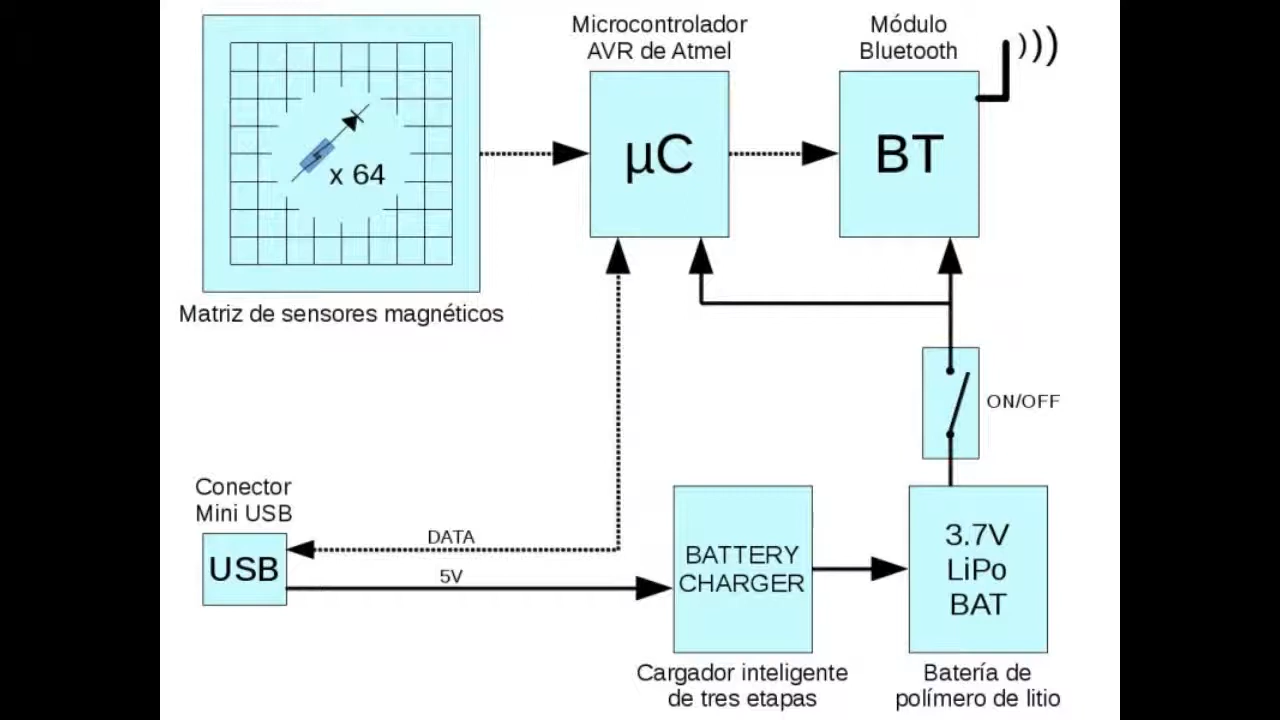 Microcontrolador
AVR de Atmel
Módulo
Bluetooth
x 64
µC
BT
Matriz de sensores magnéticos
ON/OFF
Conector
Mini USB
USB
DATA
5V
BATTERY
CHARGER
3.7V
LiPo
BAT
Cargador inteligente
de tres etapas
Batería de
polímero de litio